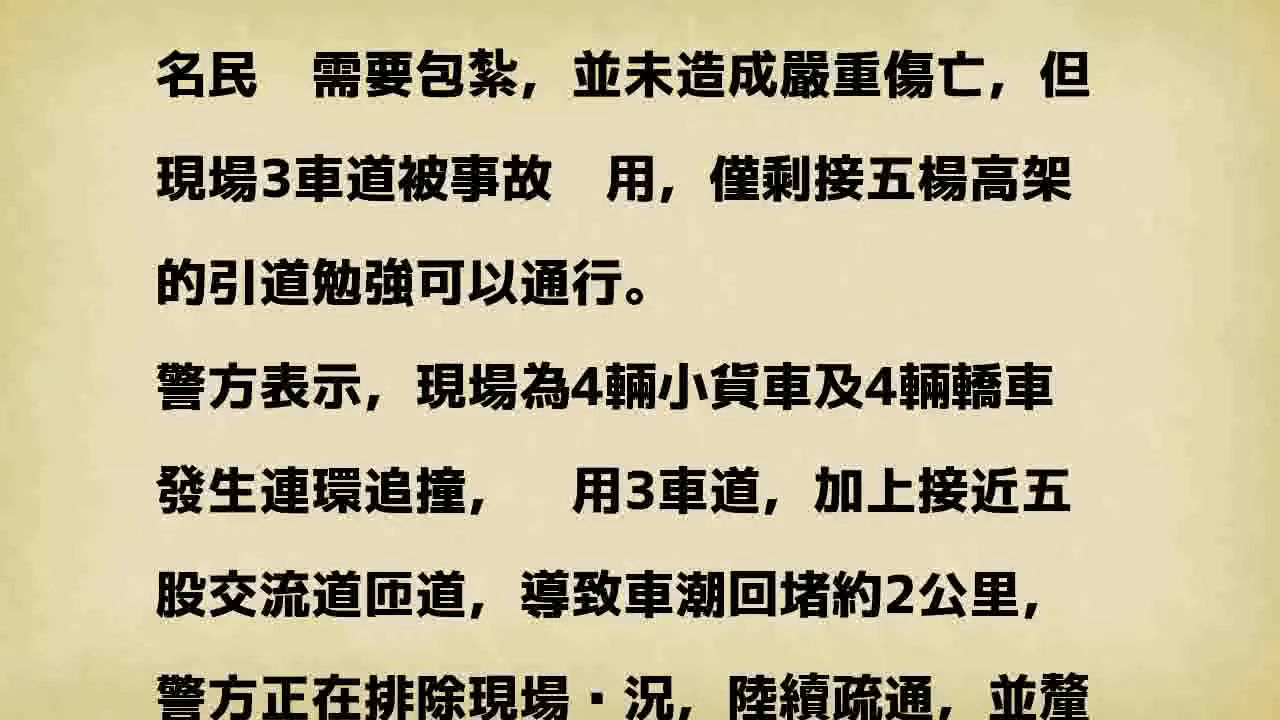 名民　需要包紮，並未造成嚴重傷亡，但
現場3車道被事故　用，僅剩接五楊高架
的引道勉強可以通行。
警方表示，現場為4輛小貨車及4輛轎車
發生連環追撞，　用3車道，加上接近五
股交流道匝道，導致車潮回堵約2公里，
警方正在排除現場·況，陸續疏通，並釐